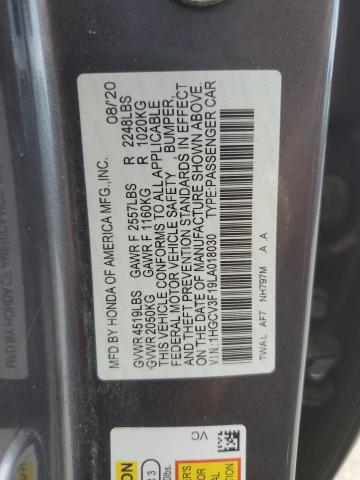 MFD BY HONDA OF AMERICA MFG.,INC. 08/20
GVWR 4519LBS GAWR F 2557LBS R 2248LBS
GVWR 2050KG GAWR F 1160KG R 1020KG
THIS VEHICLE CONFORMS TO ALL APPLICABLE
FEDERAL MOTOR VEHICLE SAFETY , BUMPER,
AND THEFT PREVENTION STANDARDS IN EFFECT
ON THE DATE OF MANUFACTURE SHOWN ABOVE.
V.I.N: 1HGCV3F19LA018030 TYPE:PASSENGER CAR
TWAL AF7 NH797M A A
VC